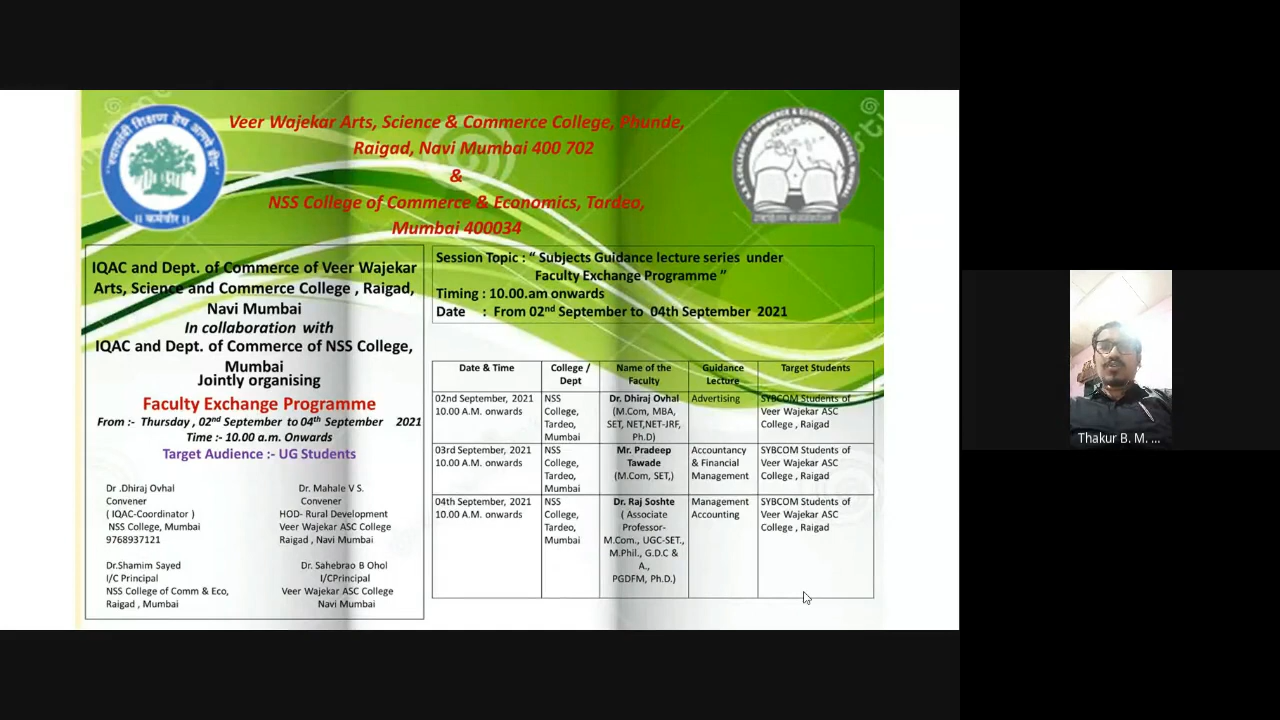 Veer Wajekar Arts, Science & Commerce College, Phunde,
Raigad, Navi Mumbai 400 702
&
NSS College of Commerce & Economics, Tardeo,
Mumbai 400034
|| कर्मवीर ||
IQAC and Dept. of Commerce of Veer Wajekar
Arts, Science and Commerce College , Raigad,
Navi Mumbai
In collaboration with
IQAC and Dept. of Commerce of NSS College,
Mumbai
Jointly organising
Faculty Exchange Programme
From :- Thursday , 02nd September to 04th September 2021
Time :- 10.00 a.m. Onwards
Target Audience :- UG Students
Dr .Dhiraj Ovhal
Convener
( IQAC-Coordinator )
NSS College, Mumbai
9768937121
Dr. Mahale V S.
Convener
HOD- Rural Development
Veer Wajekar ASC College
Raigad , Navi Mumbai
Dr.Shamim Sayed
I/C Principal
NSS College of Comm & Eco,
Raigad , Mumbai
Dr. Sahebrao B Ohol
I/CPrincipal
Veer Wajekar ASC College
Navi Mumbai
Session Topic : “ Subjects Guidance lecture series under
Faculty Exchange Programme ”
Timing : 10.00.am onwards
Date : From 02nd September to 04th September 2021
Date & Time
College /
Dept
Name of the
Faculty
Guidance
Lecture
Target Students
02nd September, 2021
10.00 A.M. onwards
NSS
College,
Tardeo,
Mumbai
Dr. Dhiraj Ovhal
(M.Com, MBA,
SET, NET,NET-JRF,
Ph.D)
Advertising
SYBCOM Students of
Veer Wajekar ASC
College , Raigad
03rd September, 2021
10.00 A.M. onwards
NSS
College,
Tardeo,
Mumbai
Mr. Pradeep
Tawade
(M.Com, SET,)
Accountancy
& Financial
Management
SYBCOM Students of
Veer Wajekar ASC
College , Raigad
04th September, 2021
10.00 A.M. onwards
NSS
College,
Tardeo,
Mumbai
Dr. Raj Soshte
( Associate
Professor-
M.Com., UGC-SET.,
M.Phil., G.D.C &
A.,
PGDFM, Ph.D.)
Management
Accounting
SYBCOM Students of
Veer Wajekar ASC
College , Raigad
Thakur B. M. ...